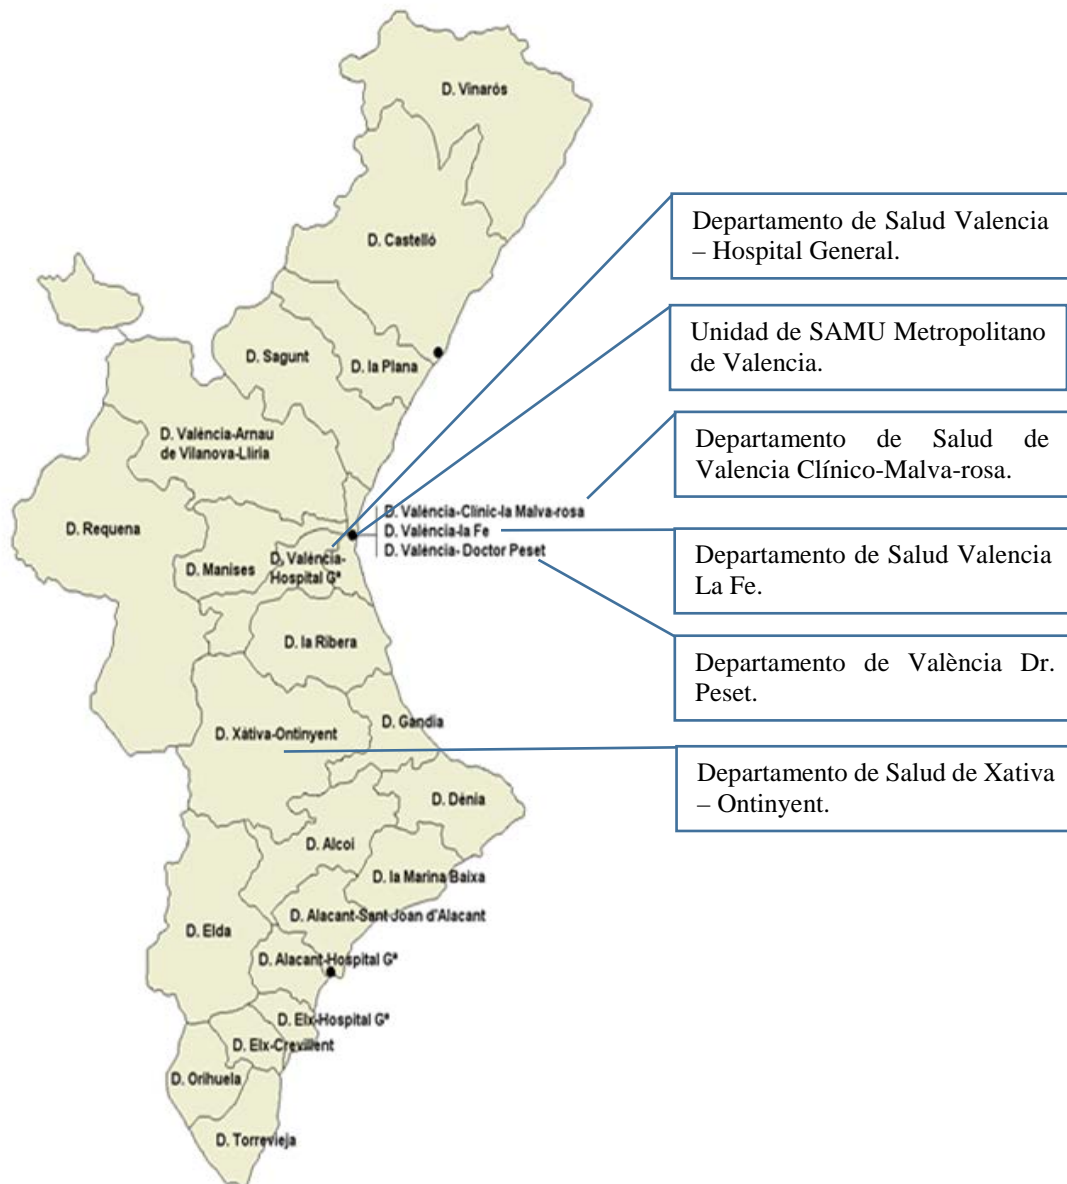 D. Vinarós
Departamento de Salud Valencia
– Hospital General.
D. Castelló
Unidad de SAMU Metropolitano
de Valencia.
D. Sagunt
D. la Plana
Departamento de Salud de
Valencia Clínico-Malva-rosa.
D. València-Arnau
de Vilanova-Llíria
D. València-Clínic-la Malva-rosa
D. València-la Fe
D. València- Doctor Peset
D. Requena
D. Manises
D. València-
Hospital Gª
Departamento de Salud Valencia
La Fe.
D. la Ribera
Departamento de València Dr.
Peset.
D. Gandia
D. Xàtiva-Ontinyent
Departamento de Salud de Xativa
– Ontinyent.
D. Dénia
D. Alcoi
D. la Marina Baixa
D. Alacant-Sant Joan d'Alacant
D. Elda
D. Alacant-Hospital Gª
D. Elx-Hospital Gª
D. Elx-Crevillent
D. Orihuela
D. Torrevieja